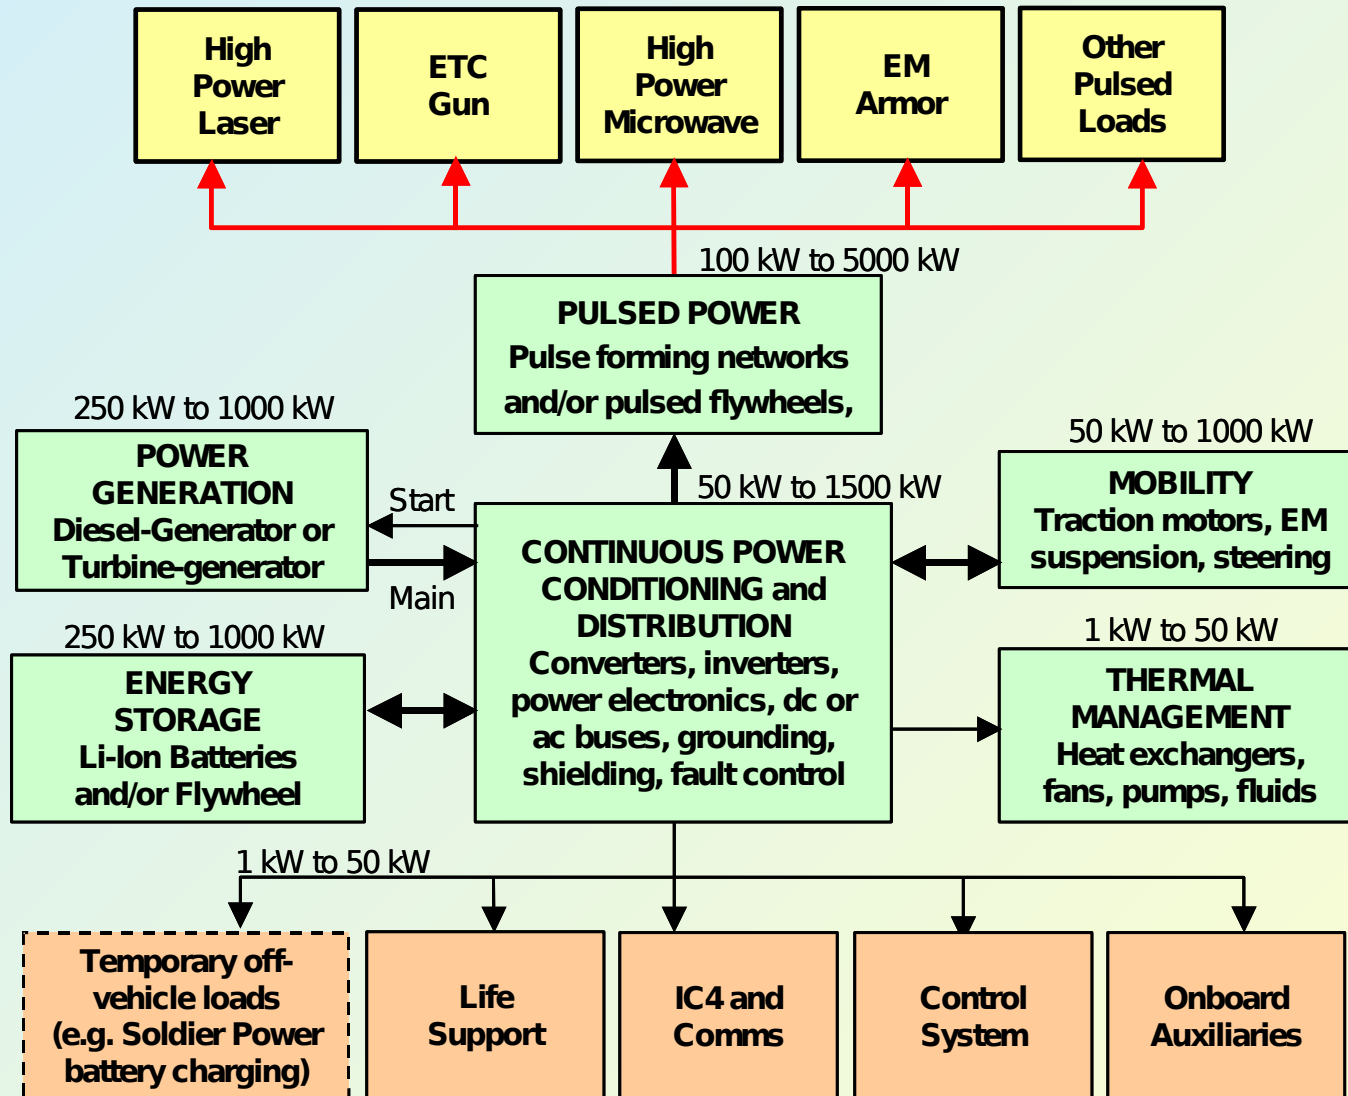 High
Power
Laser
ETC
Gun
High
Power
Microwave
EM
Armor
Other
Pulsed
Loads
100 kW to 5000 kW
PULSED POWER
Pulse forming networks
and/or pulsed flywheels,
250 kW to 1000 kW
POWER
GENERATION
Diesel-Generator or
Turbine-generator
Start
Main
50 kW to 1500 kW
CONTINUOUS POWER
CONDITIONING and
DISTRIBUTION
Converters, inverters,
power electronics, dc or
ac buses, grounding,
shielding, fault control
50 kW to 1000 kW
MOBILITY
Traction motors, EM
suspension, steering
250 kW to 1000 kW
ENERGY
STORAGE
Li-Ion Batteries
and/or Flywheel
1 kW to 50 kW
THERMAL
MANAGEMENT
Heat exchangers,
fans, pumps, fluids
1 kW to 50 kW
Temporary off-
vehicle loads
(e.g. Soldier Power
battery charging)
Life
Support
IC4 and
Comms
Control
System
Onboard
Auxiliaries